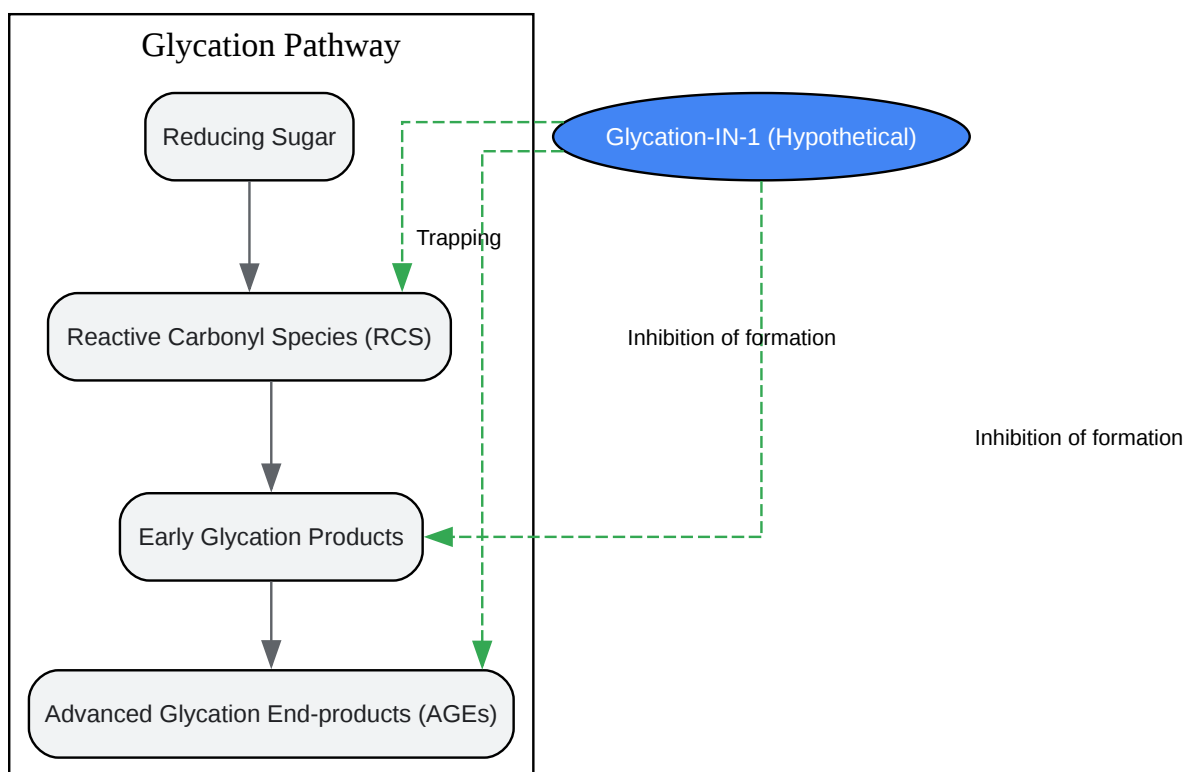 Glycation Pathway
Reducing Sugar
Glycation-IN-1 (Hypothetical)
Trapping
Reactive Carbonyl Species (RCS)
Inhibition of formation
Inhibition of formation
Early Glycation Products
Advanced Glycation End-products (AGEs)